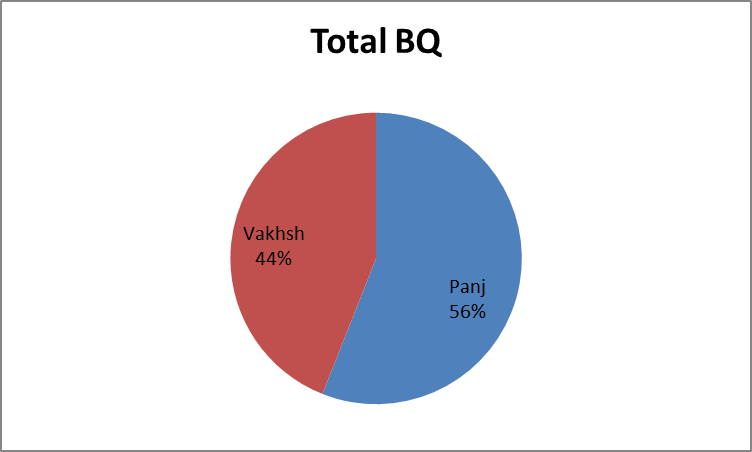 Total BQ
Vakhsh
44%
Panj
56%